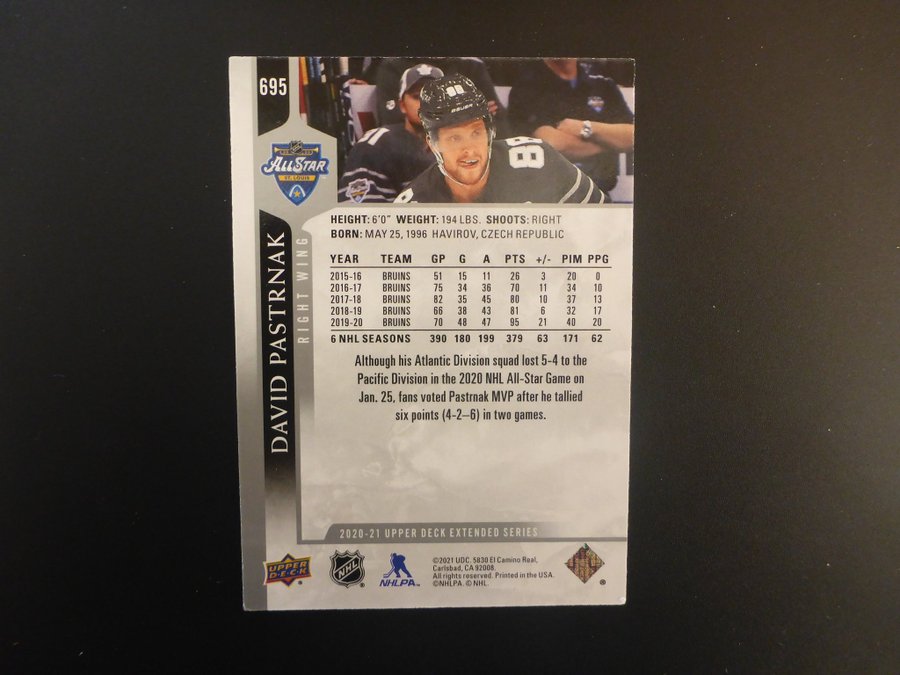 695
88
BAUER
88
31
ALL STAR
ST. LOUIS
DAVID PASTRNAK
RIGHT WING
HEIGHT: 6'0" WEIGHT: 194 LBS. SHOOTS: RIGHT
BORN: MAY 25, 1996 HAVIROV, CZECH REPUBLIC
YEAR TEAM GP G A PTS +/- PIM PPG
2015-16 BRUINS 51 15 11 26 3 20 0
2016-17 BRUINS 75 34 36 70 11 34 10
2017-18 BRUINS 82 35 45 80 10 37 13
2018-19 BRUINS 66 38 43 81 6 32 17
2019-20 BRUINS 70 48 47 95 21 40 20
6 NHL SEASONS 390 180 199 379 63 171 62
Although his Atlantic Division squad lost 5-4 to the
Pacific Division in the 2020 NHL All-Star Game on
Jan. 25, fans voted Pastrnak MVP after he tallied
six points (4-2–6) in two games.
2020-21 UPPER DECK EXTENDED SERIES
UPPER DECK
NHL
NHLPA
©2021 UDC. 5830 El Camino Real,
Carlsbad, CA 92008.
All rights reserved. Printed in the USA.
©NHLPA. © NHL.